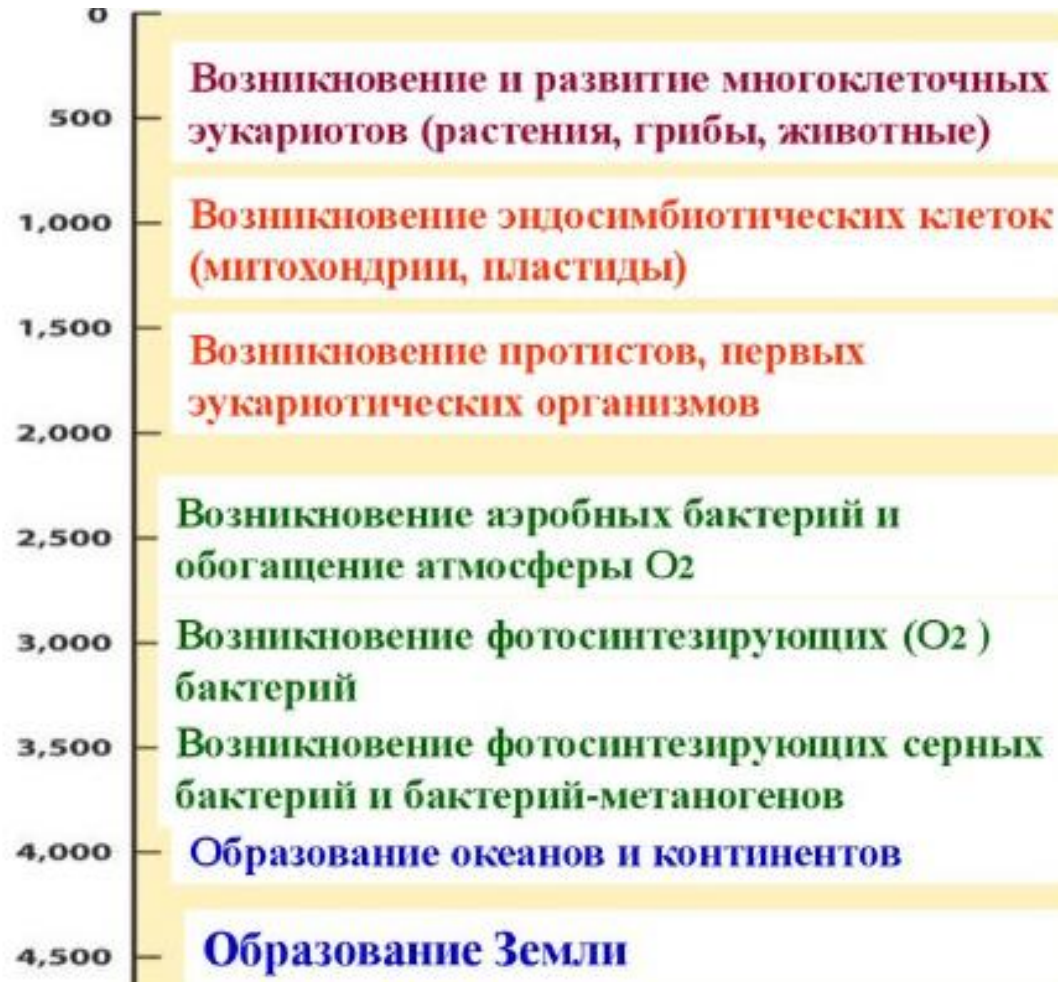 0
Возникновение и развитие многоклеточных
500
эукариотов (растения, грибы, животные)
1,000
Возникновение эндосимбиотических клеток
(митохондрии, пластиды)
1,500
Возникновение протистов, первых
эукариотических организмов
2,000
Возникновение аэробных бактерий и
2,500
обогащение атмосферы O2
3,000
Возникновение фотосинтезирующих (O2 )
бактерий
3,500
Возникновение фотосинтезирующих серных
бактерий и бактерий-метаногенов
4,000
Образование океанов и континентов
4,500
Образование Земли